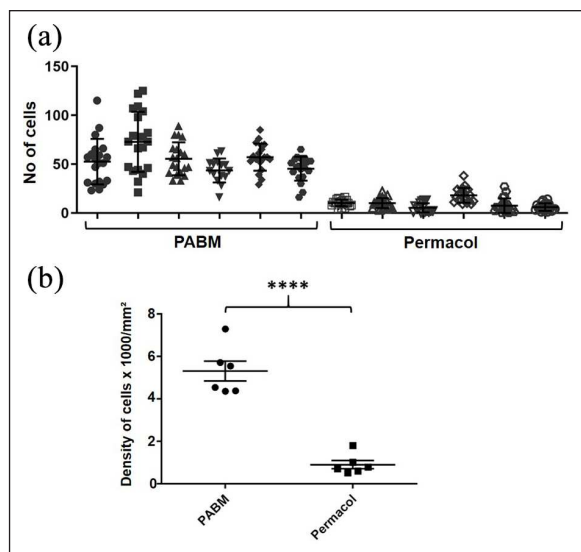 (a)
No of cells
150
100
50
0
PABM
Permacol
(b)
****
Density of cells x 1000/mm²
8
6
4
2
0
PABM
Permacol